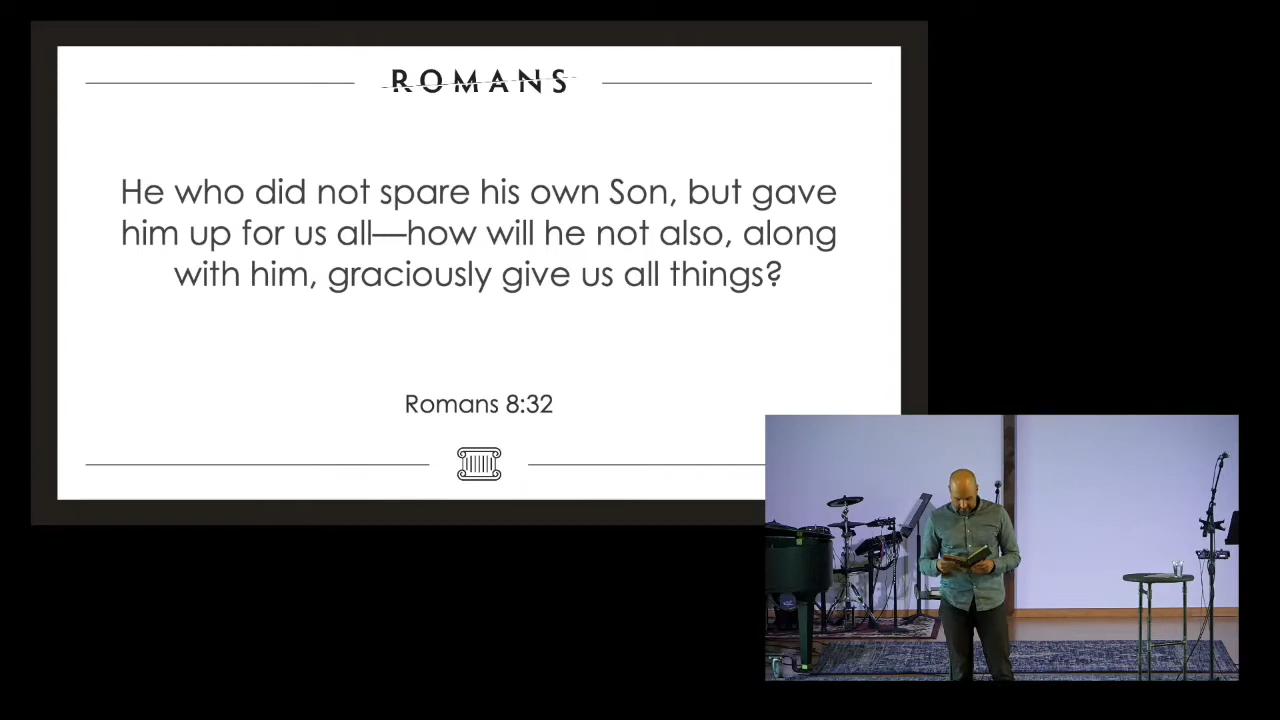 ROMANS
He who did not spare his own Son, but gave
him up for us all—how will he not also, along
with him, graciously give us all things?
Romans 8:32